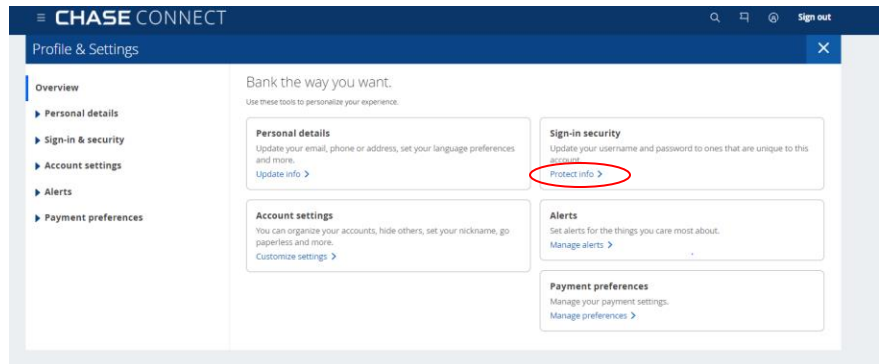 CHASE CONNECT
Sign out
Profile & Settings
Overview
Personal details
Sign-in & security
Account settings
Alerts
Payment preferences
Bank the way you want.
Use these tools to personalize your experience.
Personal details
Update your email, phone or address, set your language preferences
and more.
Update info
Sign-in security
Update your username and password to ones that are unique to this
account.
Protect info
Account settings
You can organize your accounts, hide others, set your nickname, go
paperless and more.
Customize settings
Alerts
Set alerts for the things you care most about.
Manage alerts
Payment preferences
Manage your payment settings.
Manage preferences